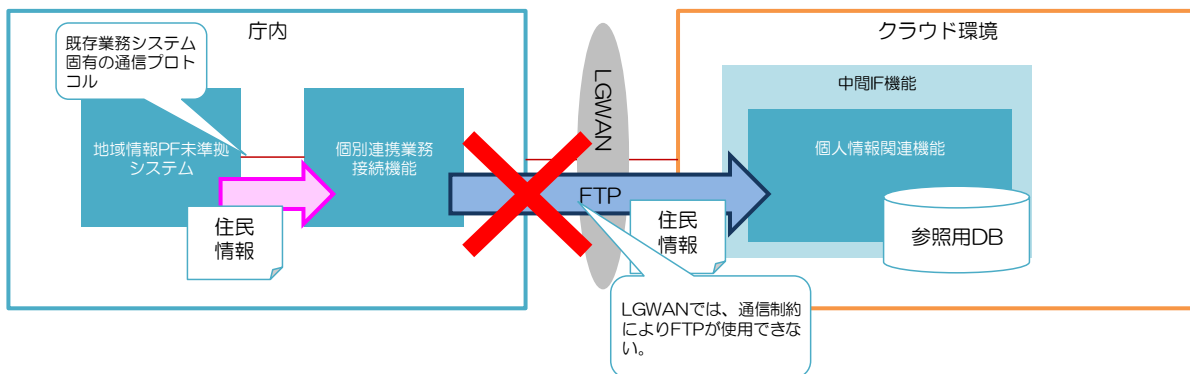 庁内
クラウド環境
既存業務システム
固有の通信プロト
コル
LGWAN
中間IF機能
地域情報PF未準拠
システム
個別連携業務
接続機能
個人情報関連機能
FTP
住民
情報
住民
情報
参照用DB
LGWANでは、通信制約
によりFTPが使用できな
い。